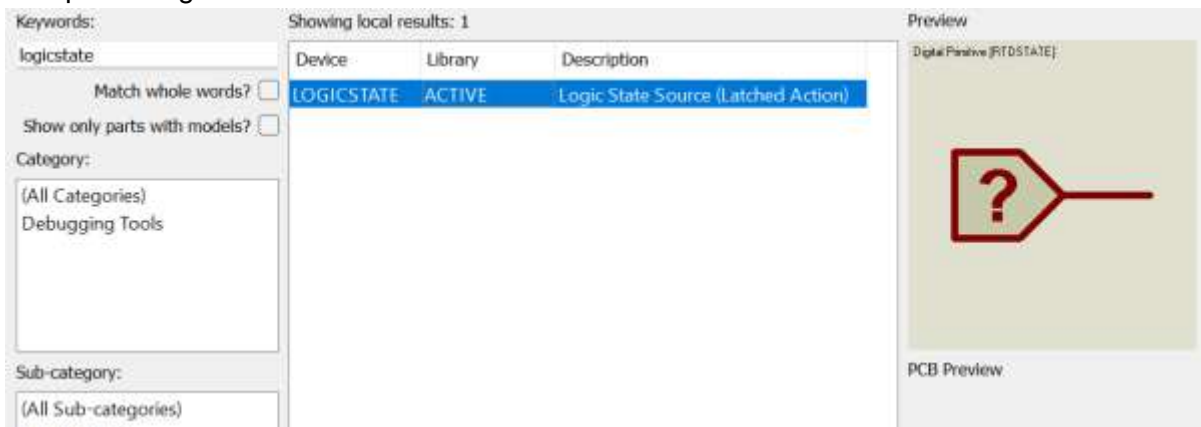 Keywords:
logicstate
Match whole words?
Show only parts with models?
Category:
(All Categories)
Debugging Tools
Sub-category:
(All Sub-categories)
Showing local results: 1
Device Library Description
LOGICSTATE ACTIVE Logic State Source (Latched Action)
Preview
Digital Primitive [RTDSTATE]
?
PCB Preview